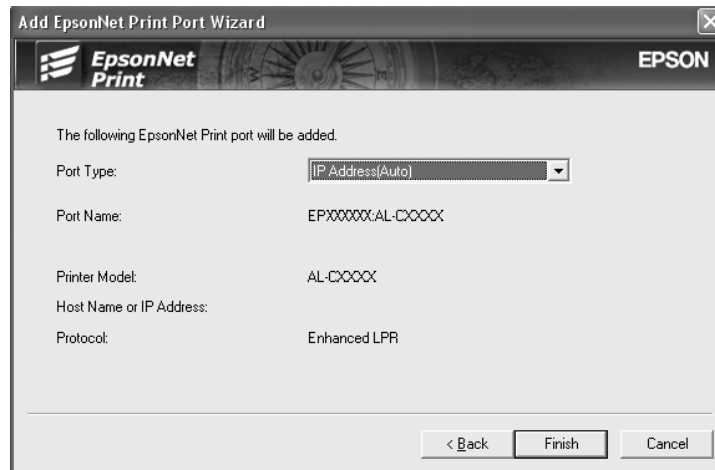 Add EpsonNet Print Port Wizard
EpsonNet
Print
EPSON
The following EpsonNet Print port will be added.
Port Type: IP Address(Auto)
Port Name: EPXXXXXX:AL-CXXXX
Printer Model: AL-CXXXX
Host Name or IP Address:
Protocol: Enhanced LPR
< Back Finish Cancel